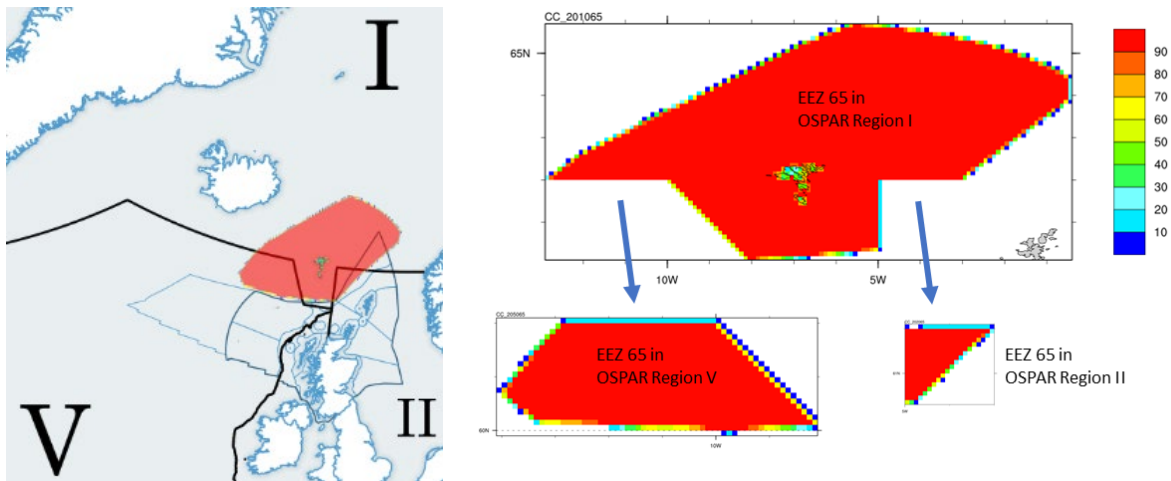 I
V
II
CC_201065
65N
EEZ 65 in
OSPAR Region I
10W
5W
90
80
70
60
50
40
30
20
10
CC_205065
EEZ 65 in
OSPAR Region V
60N
10W
EEZ 65 in
OSPAR Region II